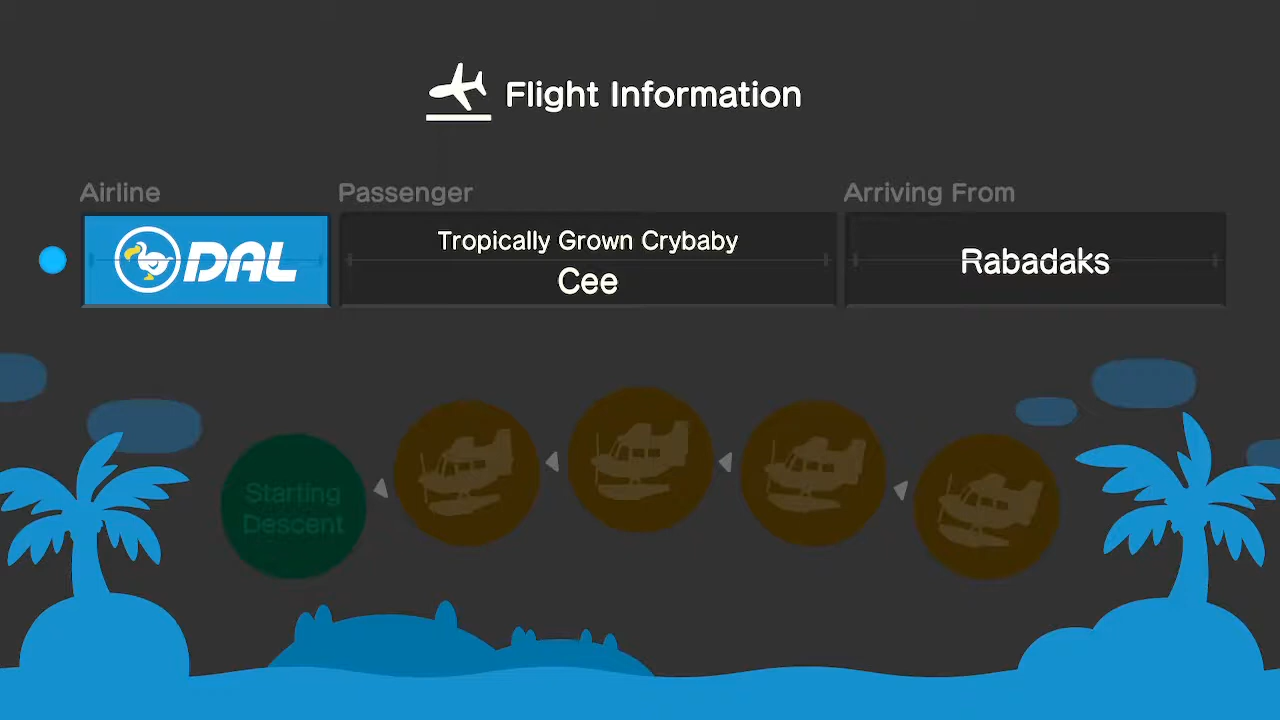 Flight Information
Airline
Passenger
Arriving From
DAL
Tropically Grown Crybaby
Cee
Rabadaks
Starting
Descent